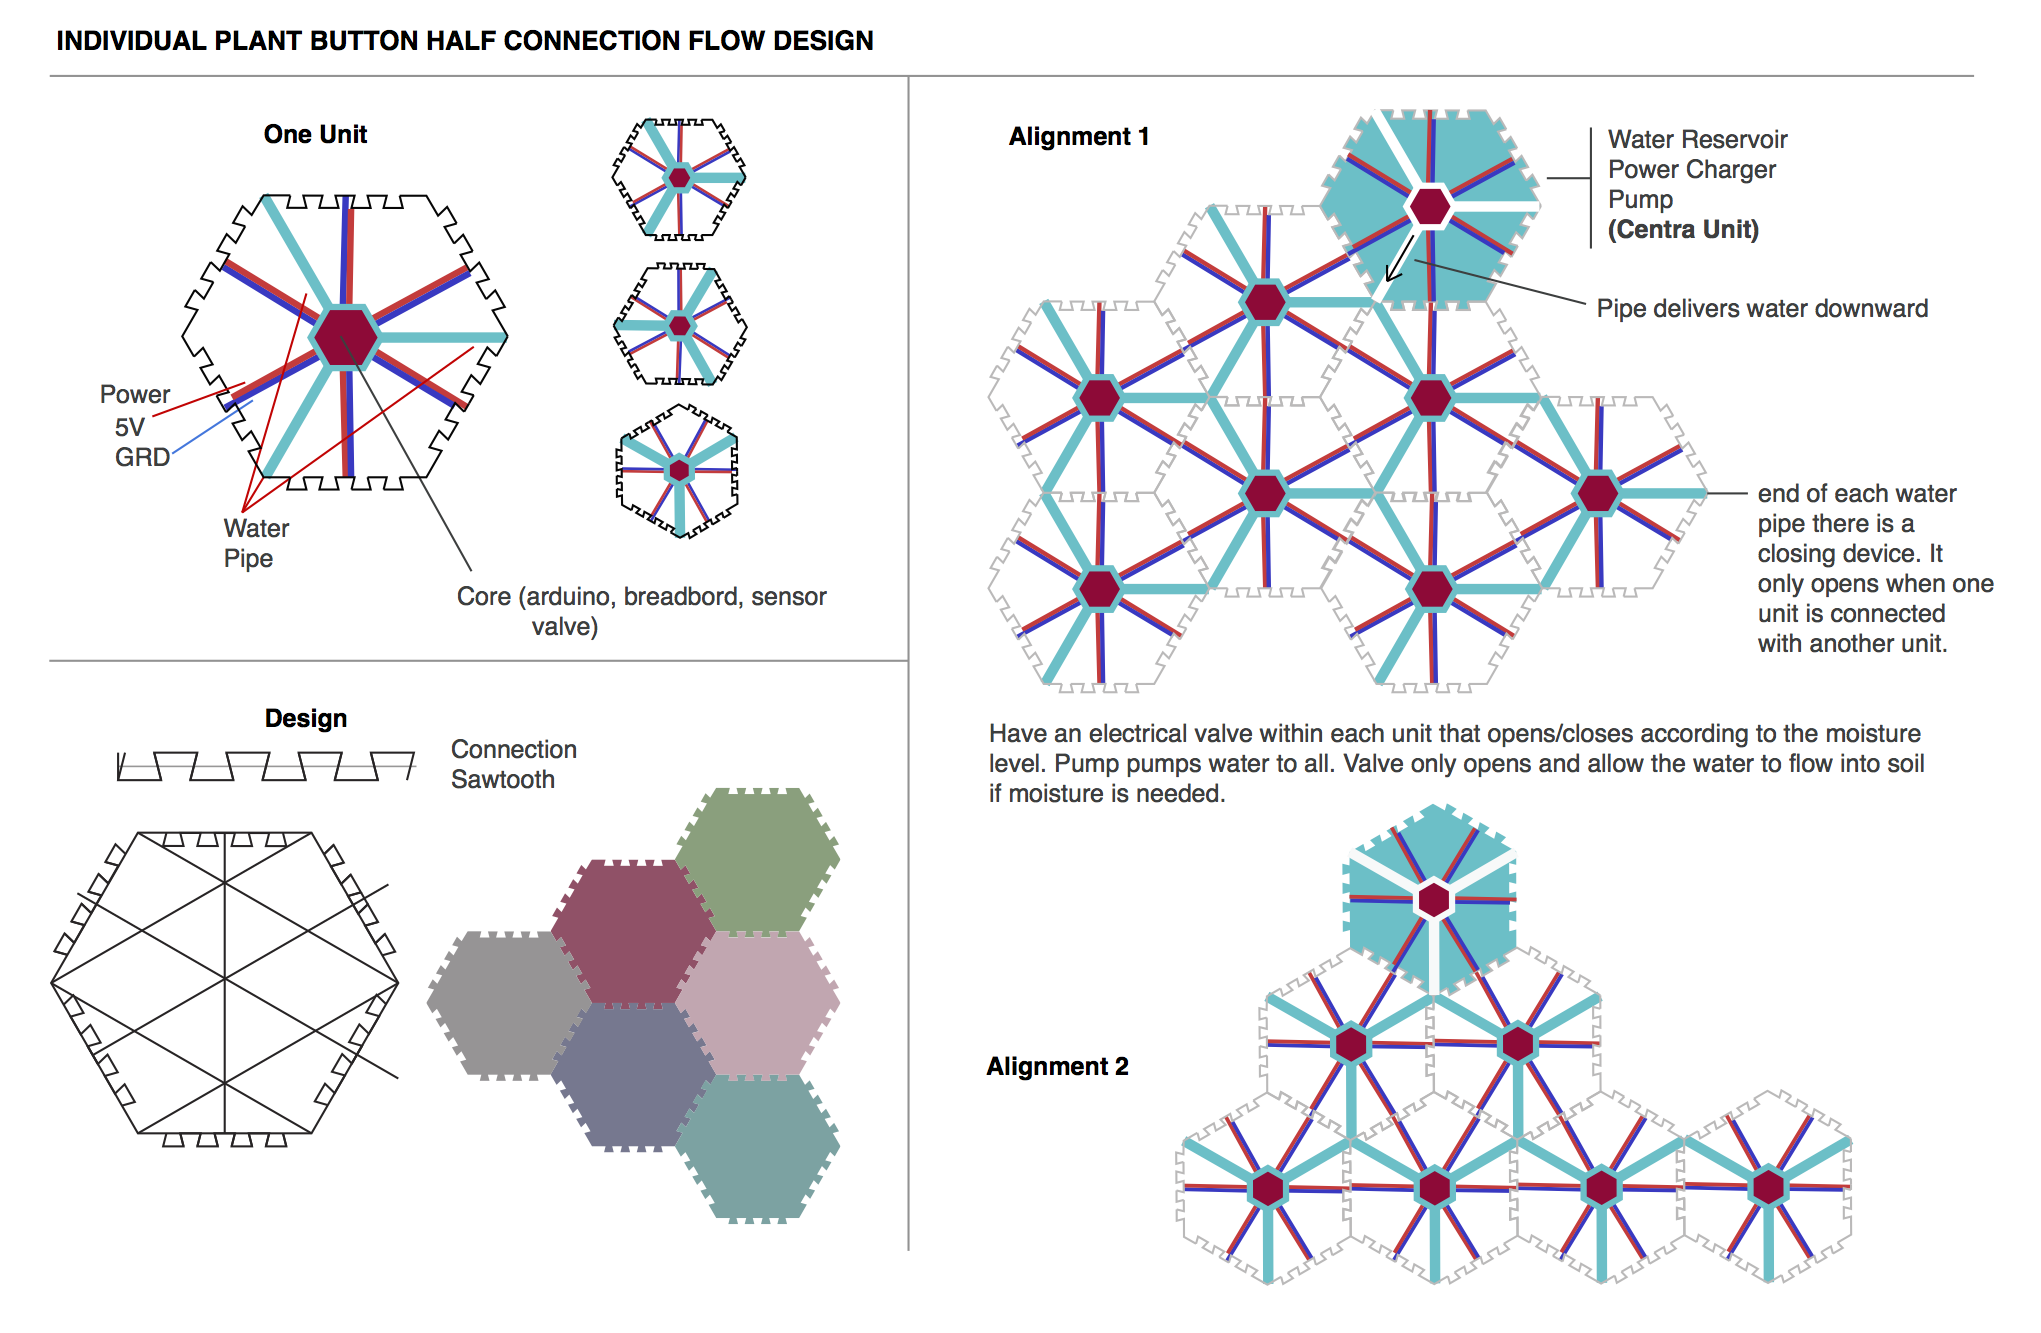 INDIVIDUAL PLANT BUTTON HALF CONNECTION FLOW DESIGN
One Unit
Power
5V
GRD
Water
Pipe
Core (arduino, breadbord, sensor
valve)
Design
Connection
Sawtooth
Alignment 1
Water Reservoir
Power Charger
Pump
(Centra Unit)
Pipe delivers water downward
end of each water
pipe there is a
closing device. It
only opens when one
unit is connected
with another unit.
Have an electrical valve within each unit that opens/closes according to the moisture
level. Pump pumps water to all. Valve only opens and allow the water to flow into soil
if moisture is needed.
Alignment 2